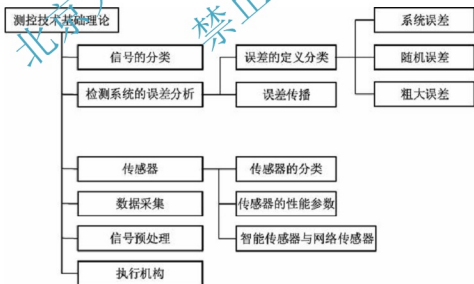 测控技术基础理论
信号的分类
检测系统的误差分析
误差的定义分类
误差传播
系统误差
随机误差
粗大误差
传感器
传感器的分类
传感器的性能参数
智能传感器与网络传感器
数据采集
信号预处理
执行机构
北京
禁止